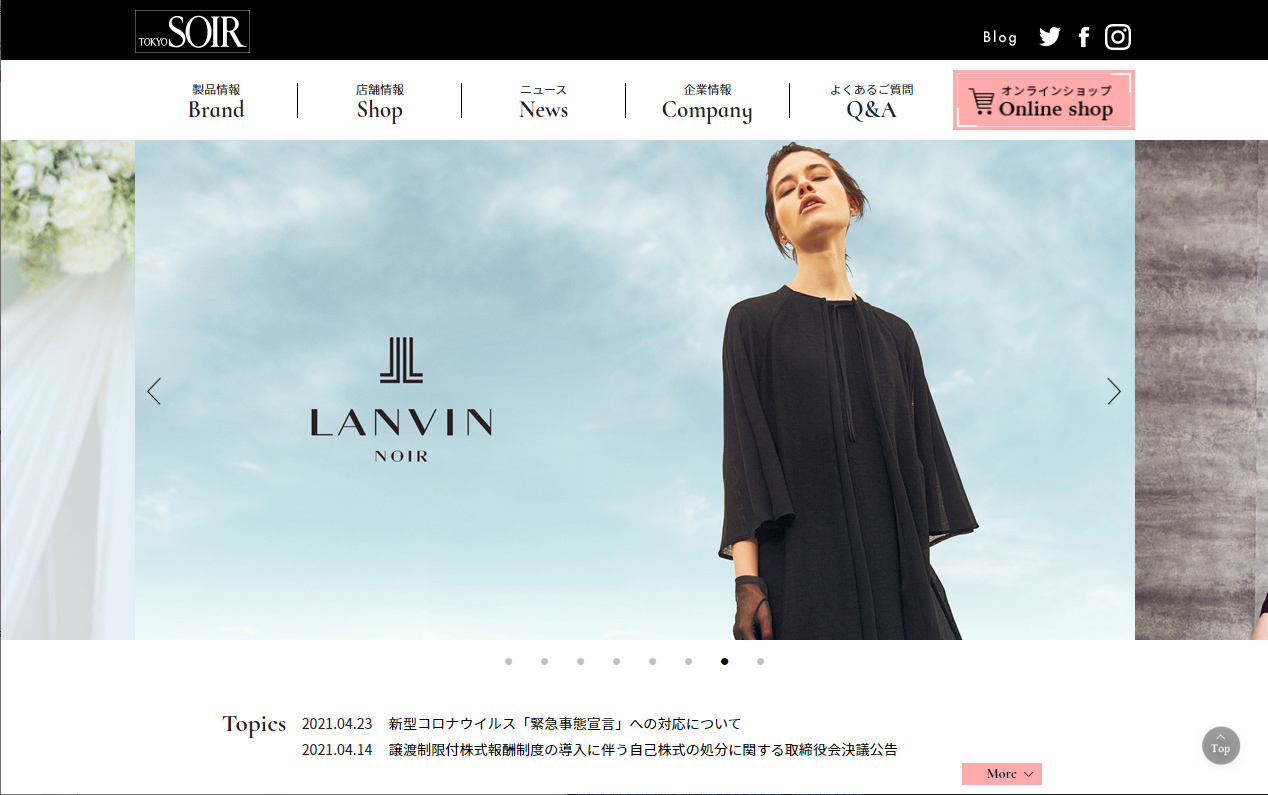 TOKYO SOIR
Blog
製品情報
Brand
店舗情報
Shop
ニュース
News
企業情報
Company
よくあるご質問
Q&A
オンラインショップ
Online shop
LANVIN
NOIR
Topics
2021.04.23 新型コロナウイルス「緊急事態宣言」への対応について
2021.04.14 譲渡制限付株式報酬制度の導入に伴う自己株式の処分に関する取締役会決議公告
More
Top